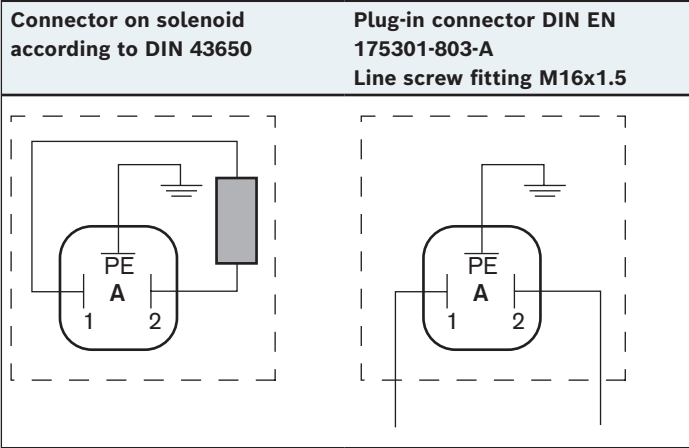 Connector on solenoid
according to DIN 43650
Plug-in connector DIN EN
175301-803-A
Line screw fitting M16x1.5
PE
A
1 2
PE
A
1 2